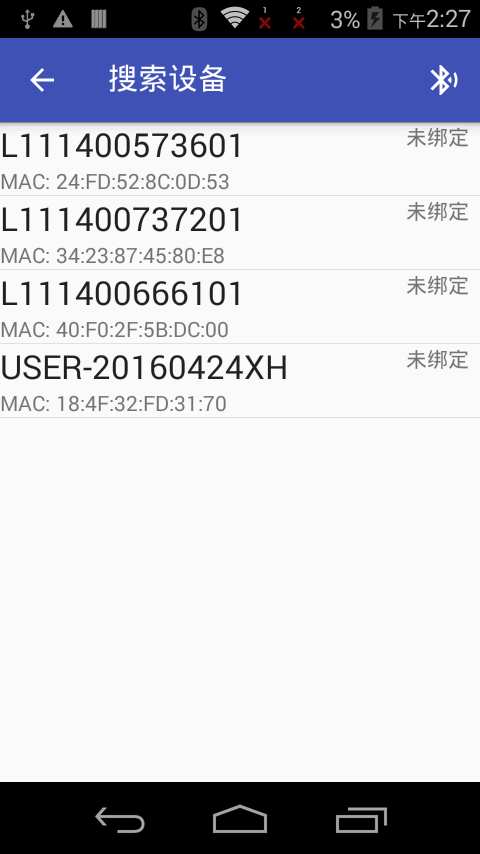 1 2 3% 下午2:27
搜索设备
L111400573601 未绑定
MAC: 24:FD:52:8C:0D:53
L111400737201 未绑定
MAC: 34:23:87:45:80:E8
L111400666101 未绑定
MAC: 40:F0:2F:5B:DC:00
USER-20160424XH 未绑定
MAC: 18:4F:32:FD:31:70